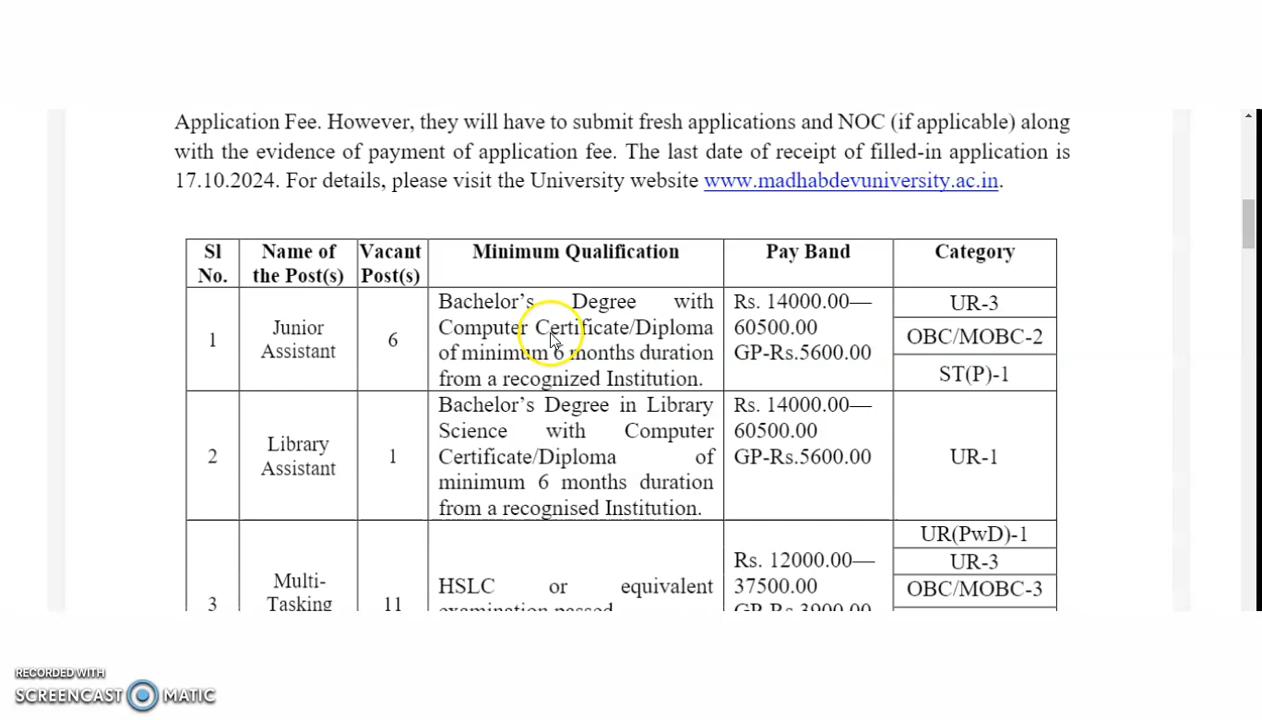 Application Fee. However, they will have to submit fresh applications and NOC (if applicable) along
with the evidence of payment of application fee. The last date of receipt of filled-in application is
17.10.2024. For details, please visit the University website www.madhabdevuniversity.ac.in.
Sl No. Name of the Post(s) Vacant Post(s) Minimum Qualification Pay Band Category
1
Junior
Assistant
6
Bachelor's Degree with
Computer Certificate/Diploma
of minimum 6 months duration
from a recognized Institution.
Rs. 14000.00—
60500.00
GP-Rs.5600.00
UR-3
OBC/MOBC-2
ST(P)-1
2
Library
Assistant
1
Bachelor's Degree in Library
Science with Computer
Certificate/Diploma of
minimum 6 months duration
from a recognised Institution.
Rs. 14000.00—
60500.00
GP-Rs.5600.00
UR-1
3
Multi-
Tasking
11
HSLC or equivalent
examination passed
Rs. 12000.00—
37500.00
GP-Rs.3900.00
UR(PwD)-1
UR-3
OBC/MOBC-3
RECORDED WITH
SCREENCAST MATIC